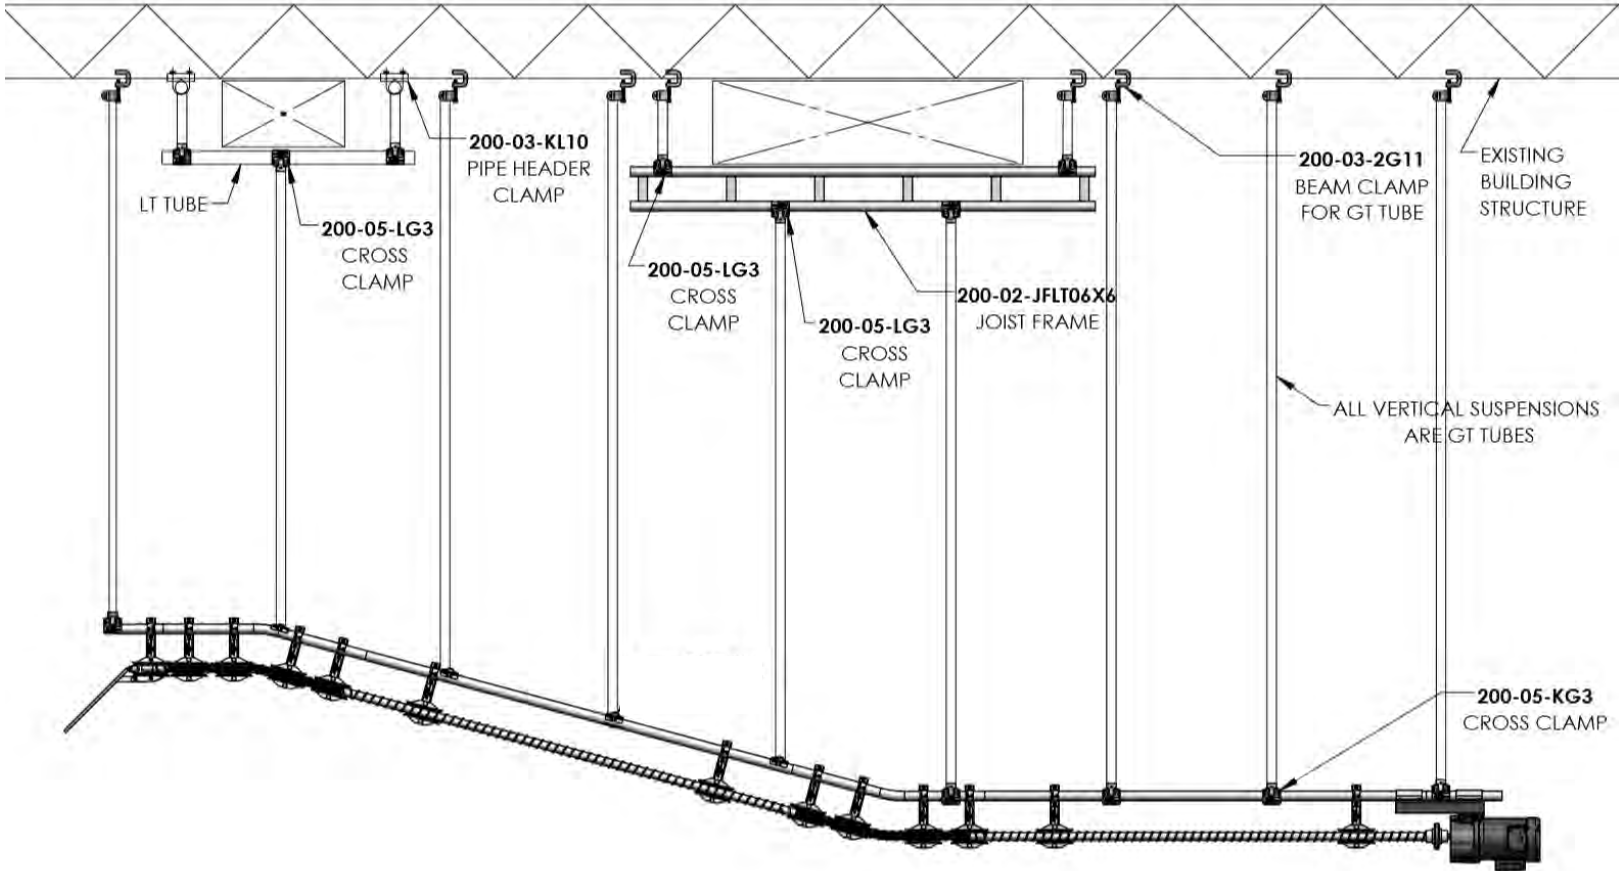 200-03-KL10
PIPE HEADER
CLAMP
LT TUBE
200-05-LG3
CROSS
CLAMP
200-05-LG3
CROSS
CLAMP
200-05-LG3
CROSS
CLAMP
200-02-JFLT06X6
JOIST FRAME
200-03-2G11
BEAM CLAMP
FOR GT TUBE
EXISTING
BUILDING
STRUCTURE
ALL VERTICAL SUSPENSIONS
ARE GT TUBES
200-05-KG3
CROSS CLAMP